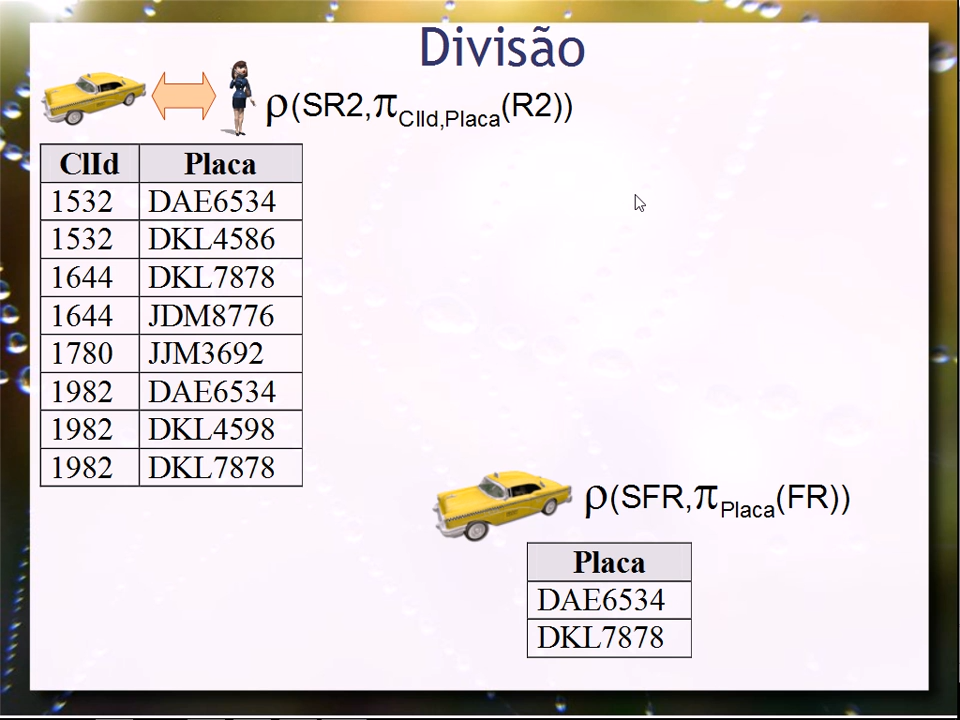 Divisão
ρ(SR2,πClId,Placa(R2))
ClId Placa
1532 DAE6534
1532 DKL4586
1644 DKL7878
1644 JDM8776
1780 JJM3692
1982 DAE6534
1982 DKL4598
1982 DKL7878
ρ(SFR,πPlaca(FR))
Placa
DAE6534
DKL7878